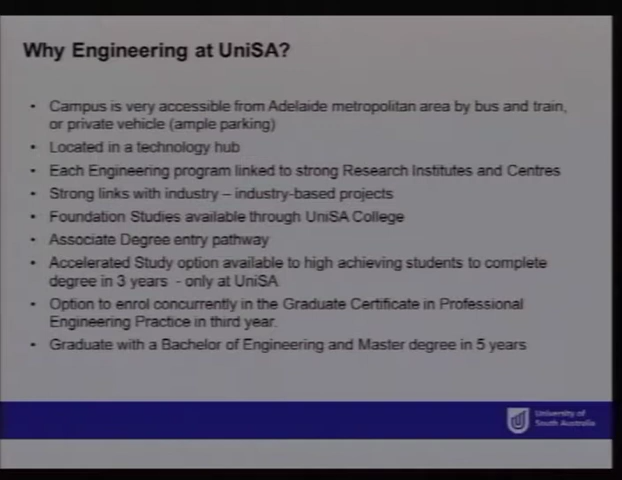 Why Engineering at UniSA?
• Campus is very accessible from Adelaide metropolitan area by bus and train,
or private vehicle (ample parking)
• Located in a technology hub
• Each Engineering program linked to strong Research Institutes and Centres
• Strong links with industry – industry-based projects
• Foundation Studies available through UniSA College
• Associate Degree entry pathway
• Accelerated Study option available to high achieving students to complete
degree in 3 years - only at UniSA
• Option to enrol concurrently in the Graduate Certificate in Professional
Engineering Practice in third year.
• Graduate with a Bachelor of Engineering and Master degree in 5 years
University of
South Australia